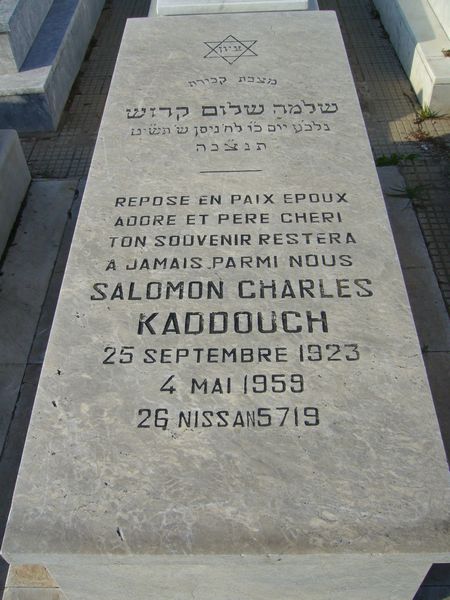 ציון
מצבת קבורת
שלמה שלום קדוש
נלב״ע יום כ״ו לח׳ ניסן ש׳ תשי״ט
תנצבה
REPOSE EN PAIX EPOUX
ADORE ET PERE CHERI
TON SOUVENIR RESTERA
A JAMAIS PARMI NOUS
SALOMON CHARLES
KADDOUCH
25 SEPTEMBRE 1923
4 MAI 1959
26 NISSAN 5719